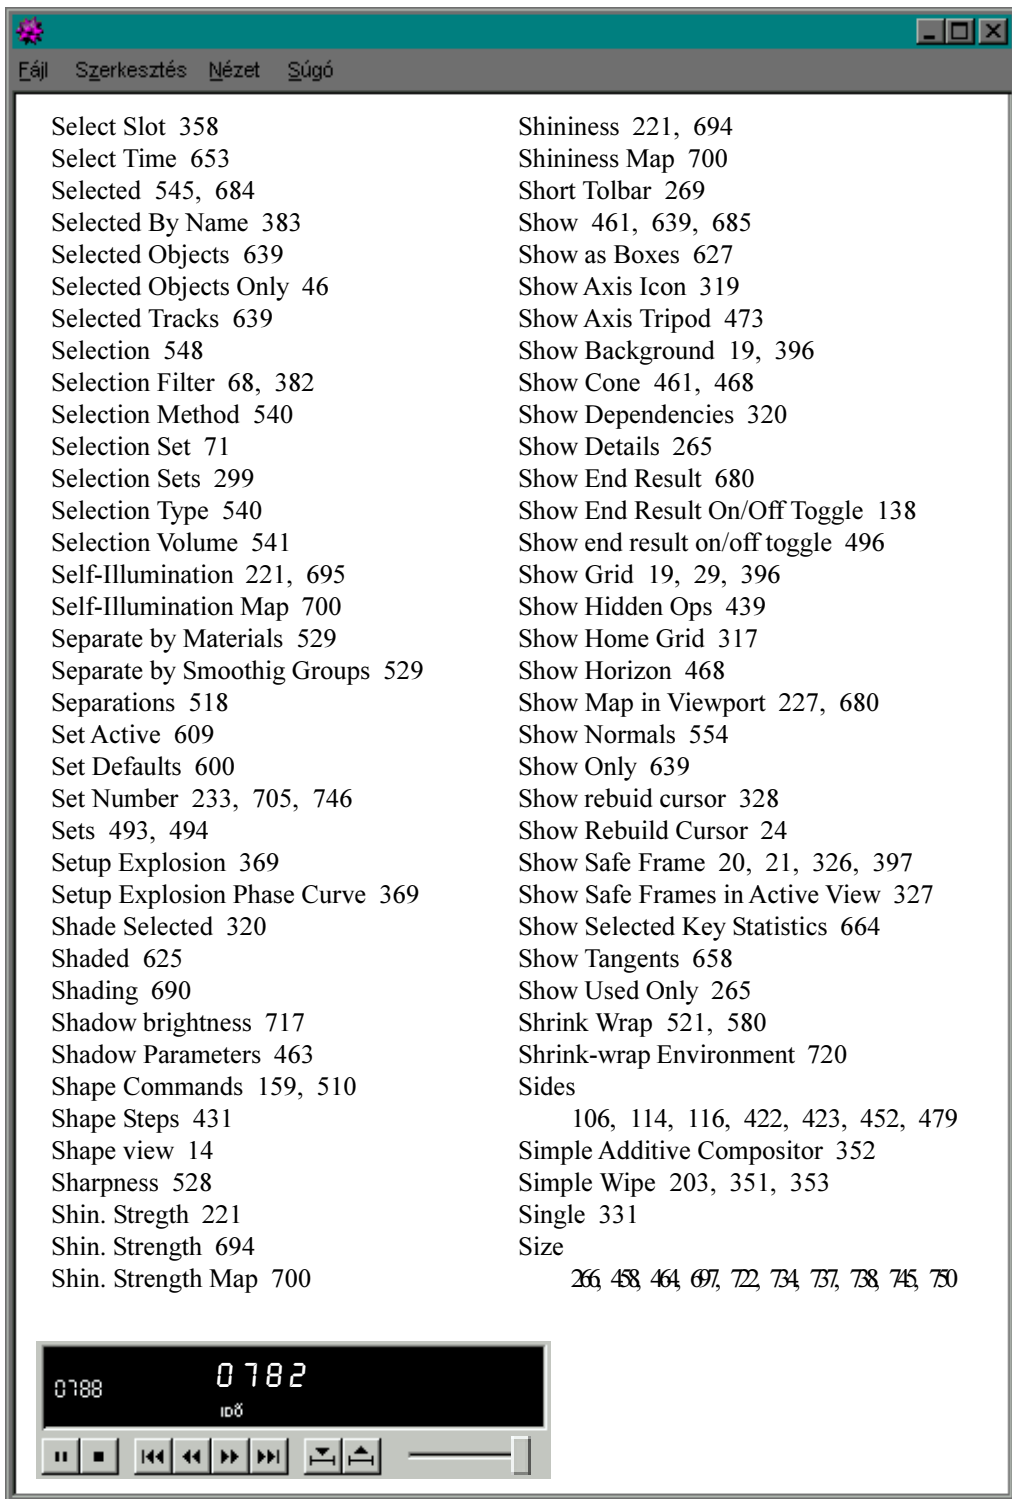 Fájl Szerkesztés Nézet Súgó
Select Slot 358
Select Time 653
Selected 545, 684
Selected By Name 383
Selected Objects 639
Selected Objects Only 46
Selected Tracks 639
Selection 548
Selection Filter 68, 382
Selection Method 540
Selection Set 71
Selection Sets 299
Selection Type 540
Selection Volume 541
Self-Illumination 221, 695
Self-Illumination Map 700
Separate by Materials 529
Separate by Smoothig Groups 529
Separations 518
Set Active 609
Set Defaults 600
Set Number 233, 705, 746
Sets 493, 494
Setup Explosion 369
Setup Explosion Phase Curve 369
Shade Selected 320
Shaded 625
Shading 690
Shadow brightness 717
Shadow Parameters 463
Shape Commands 159, 510
Shape Steps 431
Shape view 14
Sharpness 528
Shin. Stregth 221
Shin. Strength 694
Shin. Strength Map 700
Shininess 221, 694
Shininess Map 700
Short Tolbar 269
Show 461, 639, 685
Show as Boxes 627
Show Axis Icon 319
Show Axis Tripod 473
Show Background 19, 396
Show Cone 461, 468
Show Dependencies 320
Show Details 265
Show End Result 680
Show End Result On/Off Toggle 138
Show end result on/off toggle 496
Show Grid 19, 29, 396
Show Hidden Ops 439
Show Home Grid 317
Show Horizon 468
Show Map in Viewport 227, 680
Show Normals 554
Show Only 639
Show rebuid cursor 328
Show Rebuild Cursor 24
Show Safe Frame 20, 21, 326, 397
Show Safe Frames in Active View 327
Show Selected Key Statistics 664
Show Tangents 658
Show Used Only 265
Shrink Wrap 521, 580
Shrink-wrap Environment 720
Sides
106, 114, 116, 422, 423, 452, 479
Simple Additive Compositor 352
Simple Wipe 203, 351, 353
Single 331
Size
266, 458, 464, 697, 722, 734, 737, 738, 745, 750
0788
0782
IDŐ